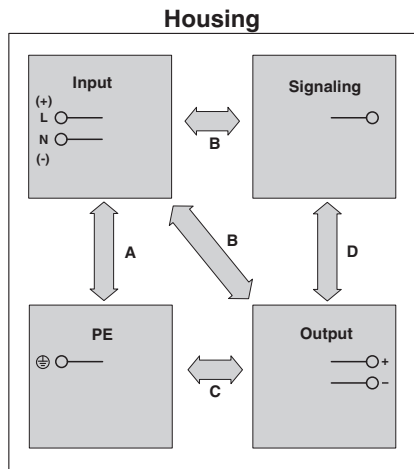 Housing
Input
Signaling
(+)
L
N
(-)
B
A
B
D
PE
Output
+
−
C